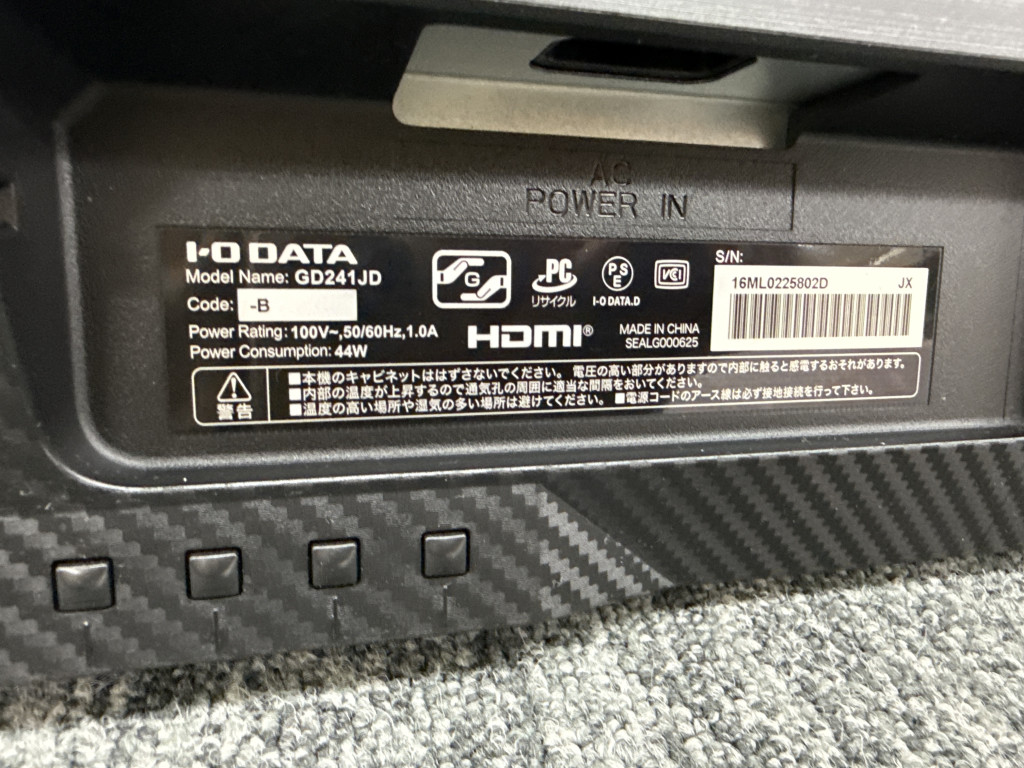 AC
POWER IN
I-O DATA
Model Name: GD241JD
Code: -B
Power Rating: 100V~,50/60Hz,1.0A
Power Consumption: 44W
G
PC
リサイクル
PSE
I-O DATA.D
VCCI
HDMI®
MADE IN CHINA
SEALG000625
S/N:
16ML0225802D JX
警告
■本機のキャビネットははずさないでください。 電圧の高い部分がありますので内部に触ると感電するおそれがあります。
■内部の温度が上昇するので通気孔の周囲に適当な間隔をおいてください。
■温度の高い場所や湿気の多い場所は避けてください。 ■電源コードのアース線は必ず接地接続を行って下さい。